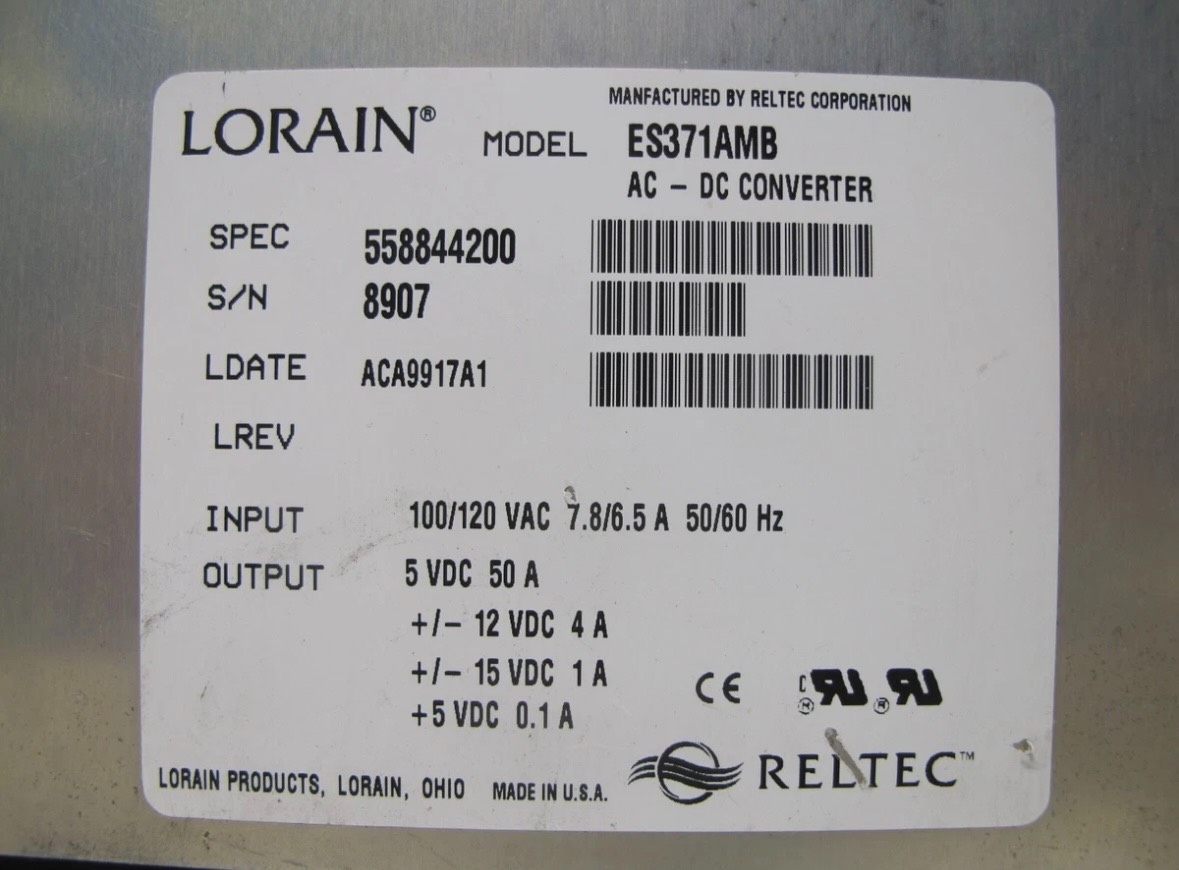 MANFACTURED BY RELTEC CORPORATION
LORAIN® MODEL ES371AMB
AC – DC CONVERTER
SPEC 558844200
S/N 8907
LDATE ACA9917A1
LREV
INPUT 100/120 VAC 7.8/6.5 A 50/60 Hz
OUTPUT 5 VDC 50 A
+/– 12 VDC 4 A
+/– 15 VDC 1 A
+5 VDC 0.1 A
CE C RU ® RU ®
RELTEC™
LORAIN PRODUCTS, LORAIN, OHIO MADE IN U.S.A.